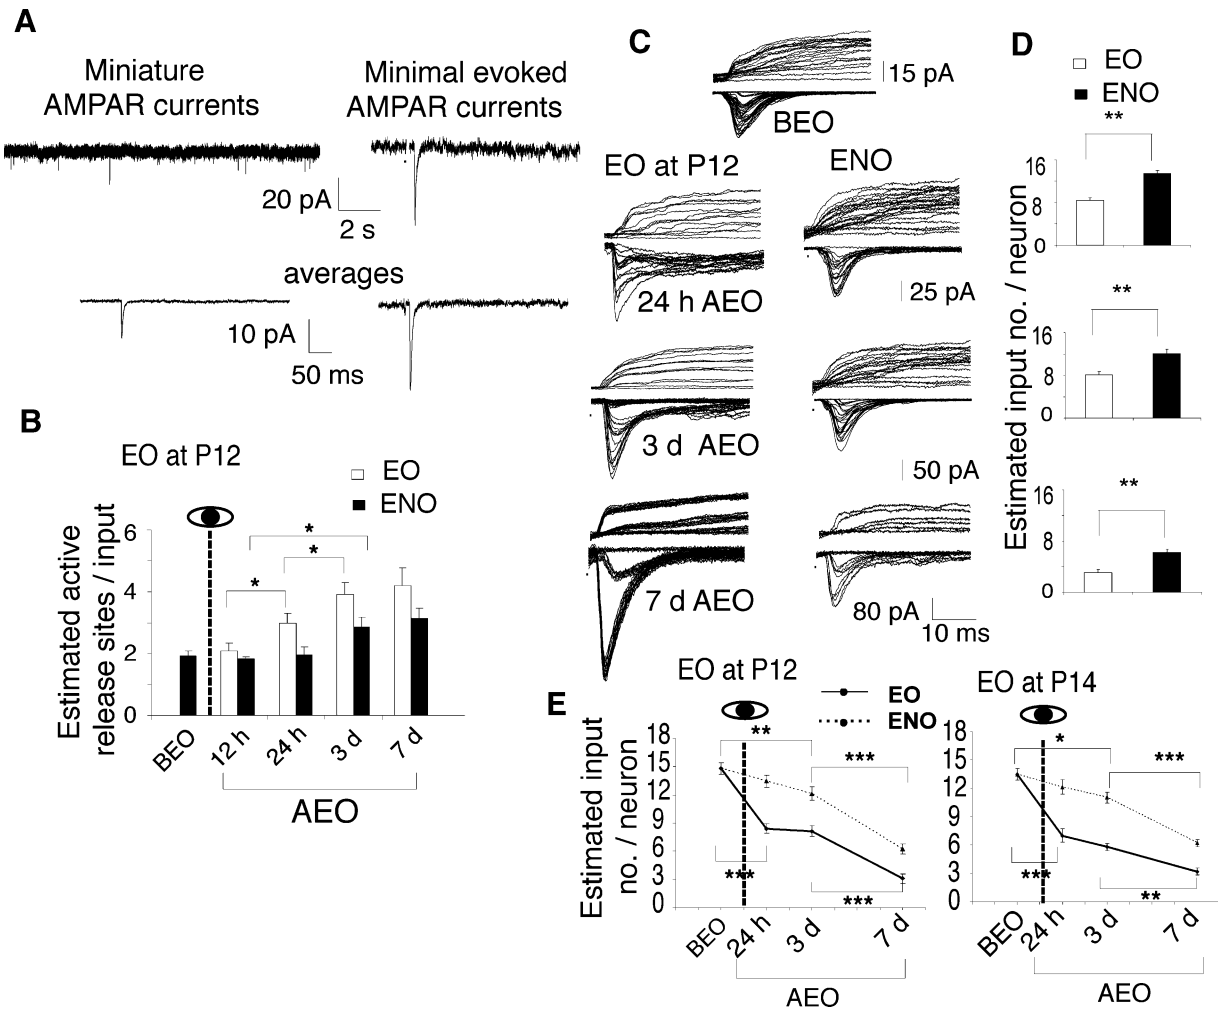 A
Miniature
AMPAR currents
Minimal evoked
AMPAR currents
20 pA
2 s
averages
10 pA
50 ms
B
EO at P12
EO
ENO
Estimated active
release sites / input
6
4
2
0
*
*
*
BEO
12 h
24 h
3 d
7 d
AEO
C
15 pA
BEO
EO at P12
ENO
24 h AEO
25 pA
3 d AEO
50 pA
7 d AEO
80 pA
10 ms
D
EO
ENO
Estimated input no. / neuron
**
16
8
0
**
16
8
0
**
16
8
0
E
EO at P12
EO
ENO
EO at P14
Estimated input
no. / neuron
18
15
12
9
6
3
0
**
***
***
***
BEO
24 h
3 d
7 d
AEO
18
15
12
9
6
3
0
*
***
***
**
BEO
24 h
3 d
7 d
AEO